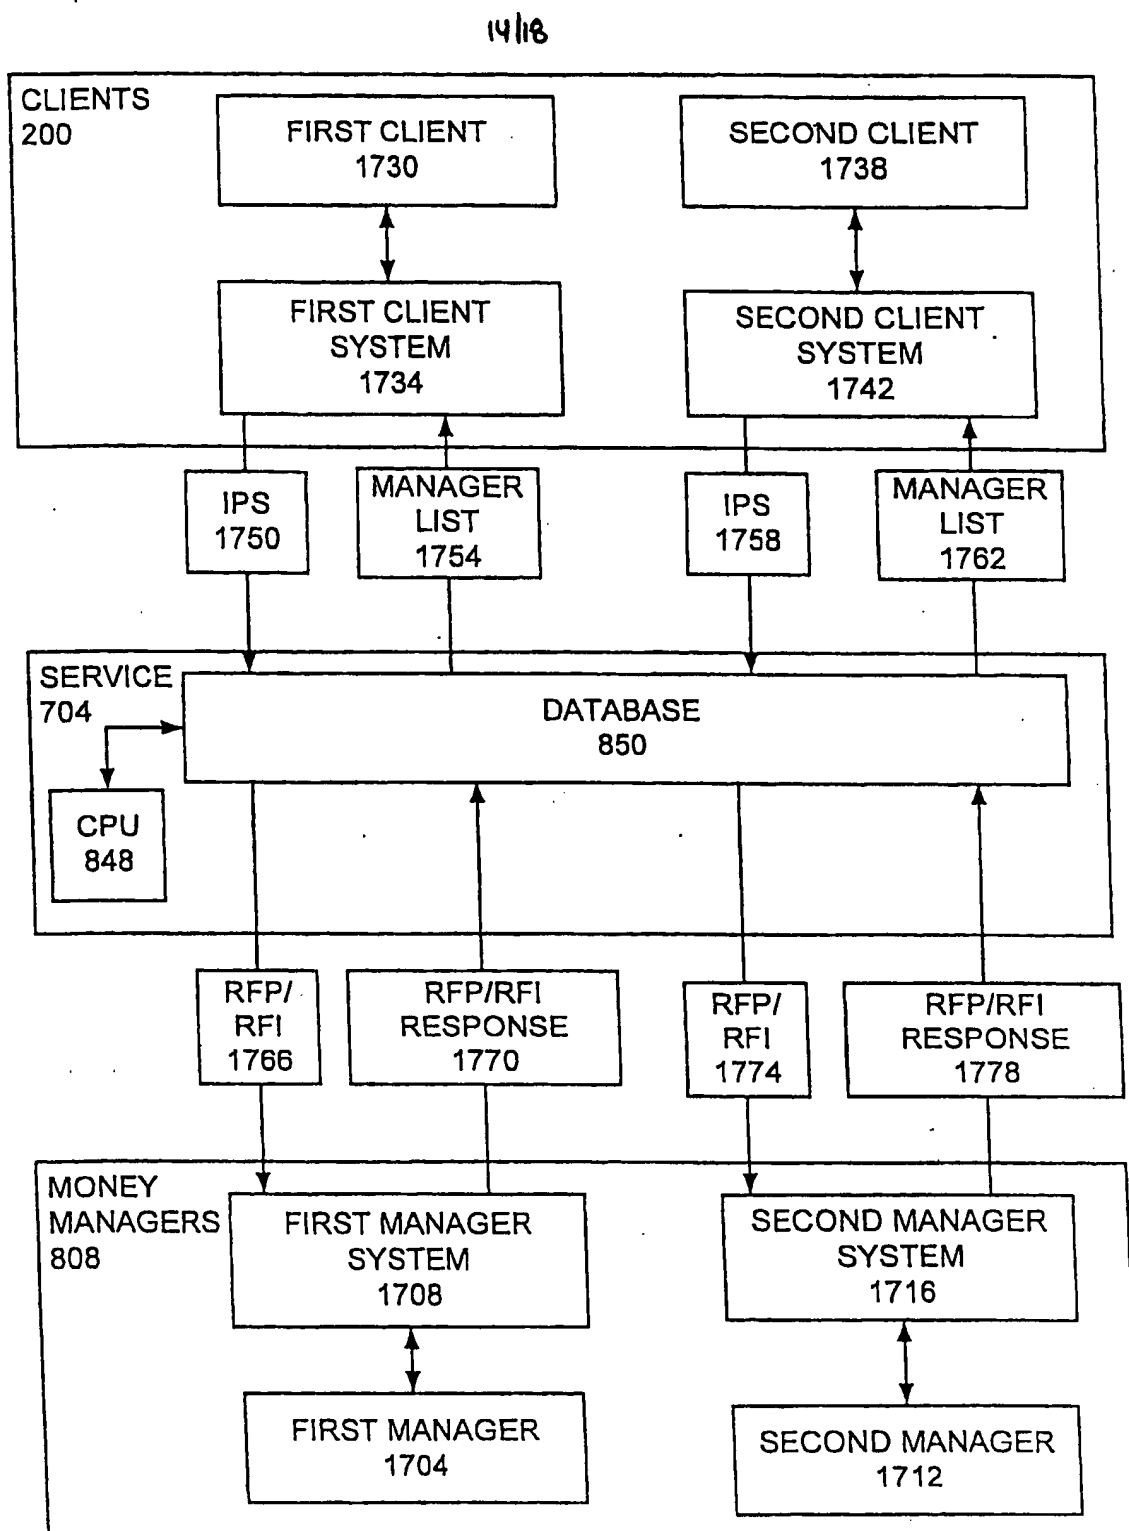 14/18
CLIENTS
200
FIRST CLIENT
1730
SECOND CLIENT
1738
FIRST CLIENT
SYSTEM
1734
SECOND CLIENT
SYSTEM
1742
IPS
1750
MANAGER
LIST
1754
IPS
1758
MANAGER
LIST
1762
SERVICE
704
DATABASE
850
CPU
848
RFP/
RFI
1766
RFP/RFI
RESPONSE
1770
RFP/
RFI
1774
RFP/RFI
RESPONSE
1778
MONEY
MANAGERS
808
FIRST MANAGER
SYSTEM
1708
SECOND MANAGER
SYSTEM
1716
FIRST MANAGER
1704
SECOND MANAGER
1712